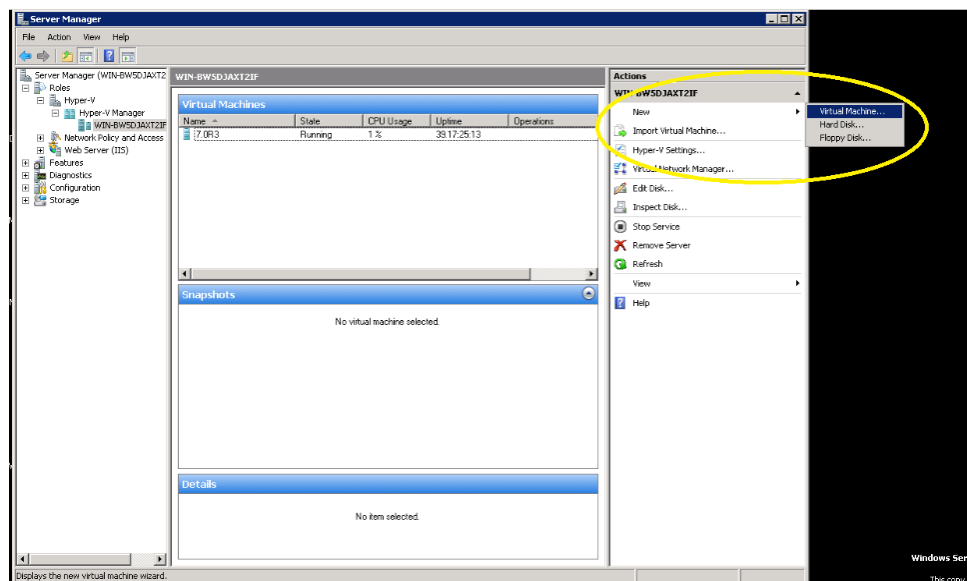 Server Manager
File Action View Help
Server Manager (WIN-BW5DJAXT2
Roles
Hyper-V
Hyper-V Manager
WIN-BW5DJAXT2IF
Network Policy and Access
Web Server (IIS)
Features
Diagnostics
Configuration
Storage
WIN-BW5DJAXT2IF
Virtual Machines
Name State CPU Usage Uptime Operations
7.0R3 Running 1 % 39.17:25:13
Snapshots
No virtual machine selected.
Details
No item selected.
Actions
WIN-BW5DJAXT2IF
New
Import Virtual Machine...
Hyper-V Settings...
Virtual Network Manager...
Edit Disk...
Inspect Disk...
Stop Service
Remove Server
Refresh
View
Help
Virtual Machine...
Hard Disk...
Floppy Disk...
Displays the new virtual machine wizard.
Windows Ser
This copy